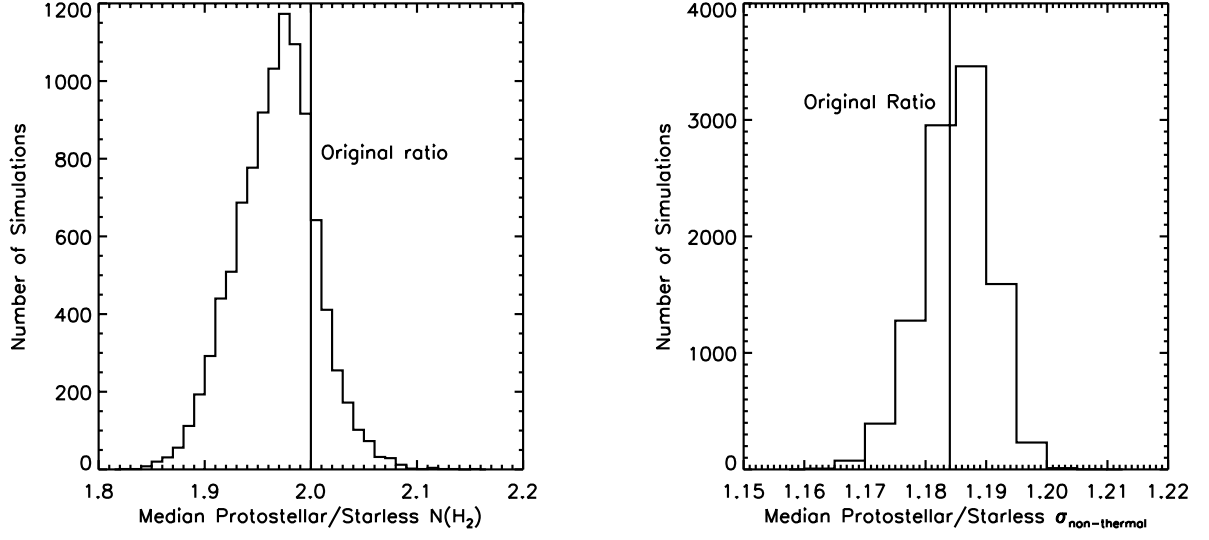 1200
1000
800
600
400
200
0
Number of Simulations
Original ratio
1.8 1.9 2.0 2.1 2.2
Median Protostellar/Starless N(H₂)
4000
3000
2000
1000
0
Number of Simulations
Original Ratio
1.15 1.16 1.17 1.18 1.19 1.20 1.21 1.22
Median Protostellar/Starless σnon-thermal